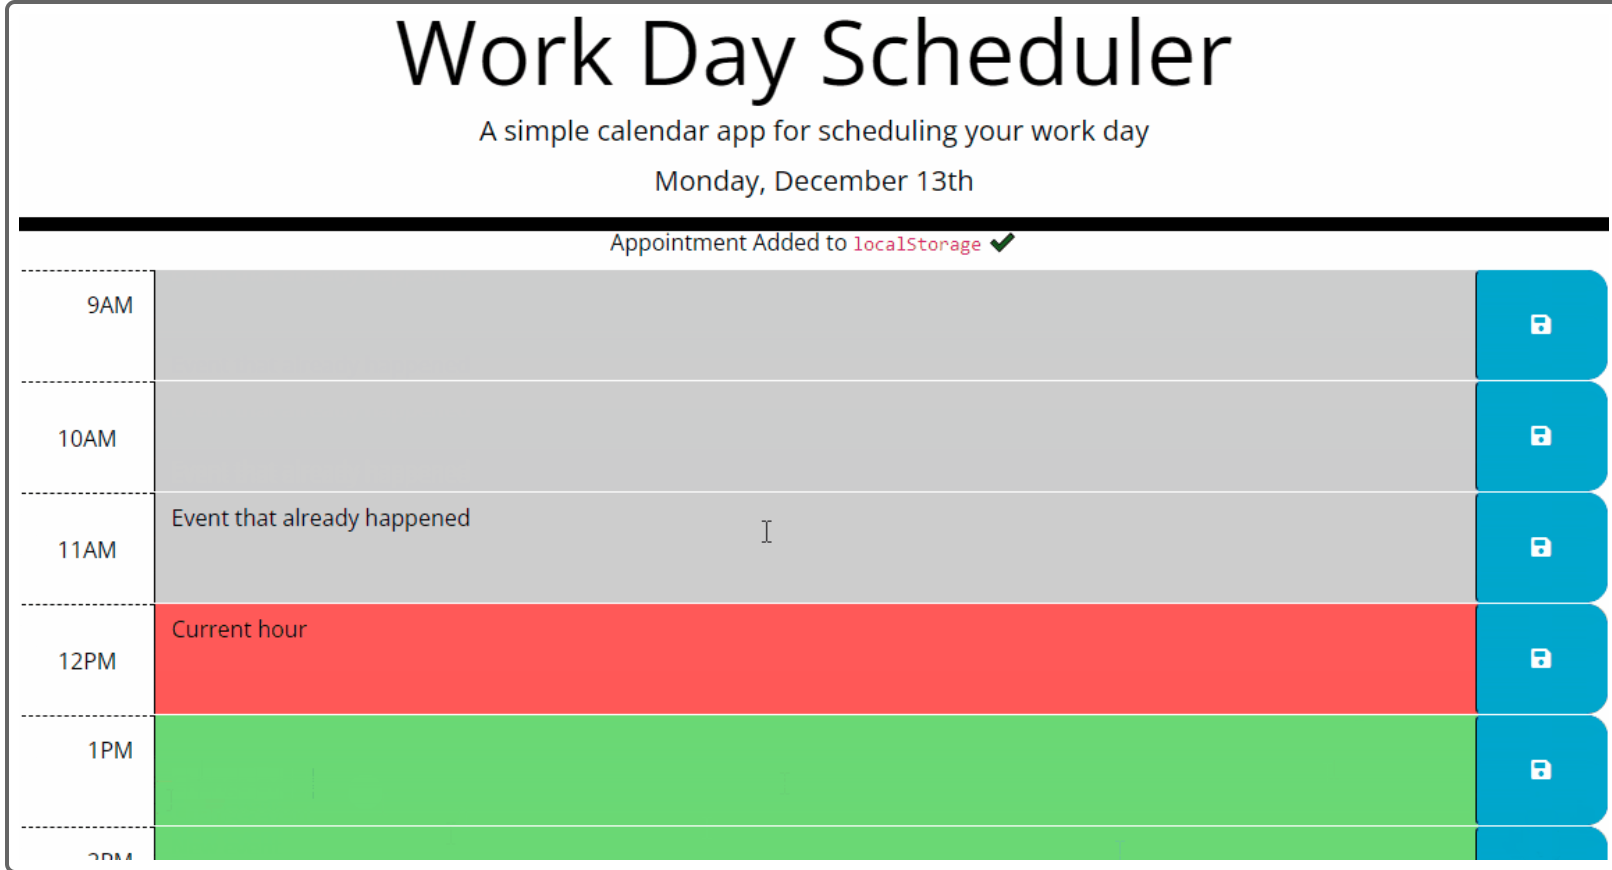 Work Day Scheduler
A simple calendar app for scheduling your work day
Monday, December 13th
Appointment Added to localStorage
9AM
10AM
11AM
Event that already happened
12PM
Current hour
1PM
2PM